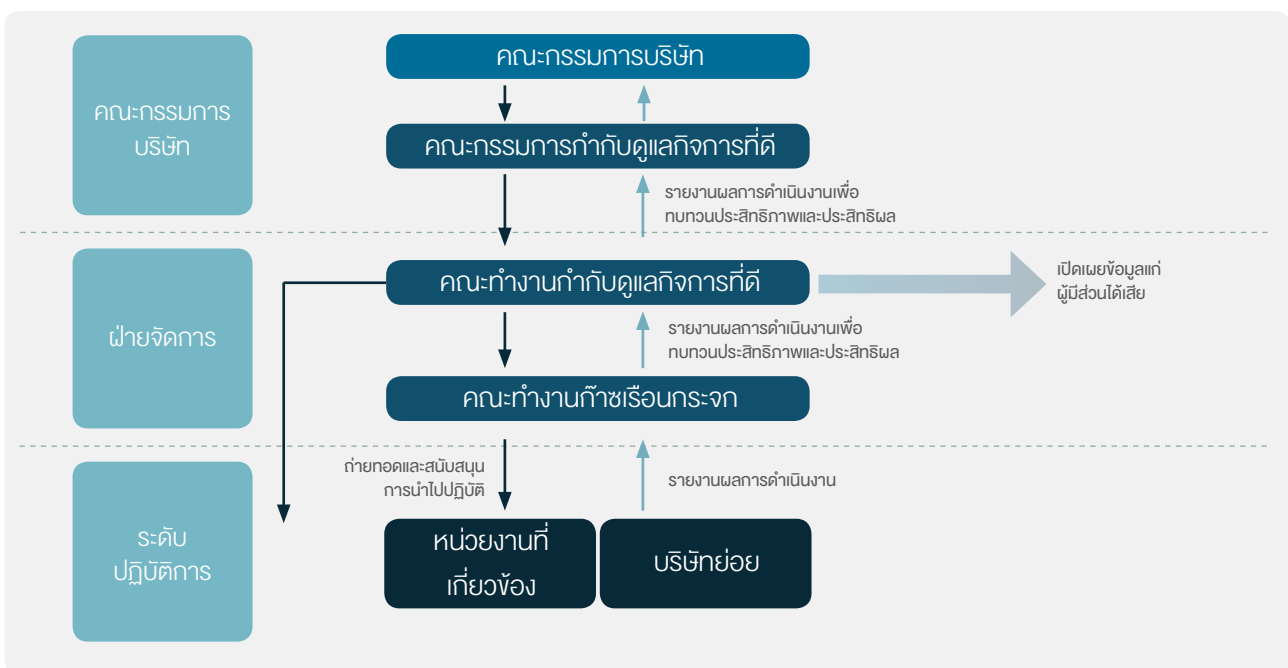 คณะกรรมการ
บริษัท
คณะกรรมการบริษัท
คณะกรรมการกำกับดูแลกิจการที่ดี
รายงานผลการดำเนินงานเพื่อ
ทบทวนประสิทธิภาพและประสิทธิผล
ฝ่ายจัดการ
คณะทำงานกำกับดูแลกิจการที่ดี
เปิดเผยข้อมูลแก่
ผู้มีส่วนได้เสีย
รายงานผลการดำเนินงานเพื่อ
ทบทวนประสิทธิภาพและประสิทธิผล
คณะทำงานก๊าซเรือนกระจก
ระดับ
ปฏิบัติการ
ถ่ายทอดและสนับสนุน
การนำไปปฏิบัติ
รายงานผลการดำเนินงาน
หน่วยงานที่
เกี่ยวข้อง
บริษัทย่อย